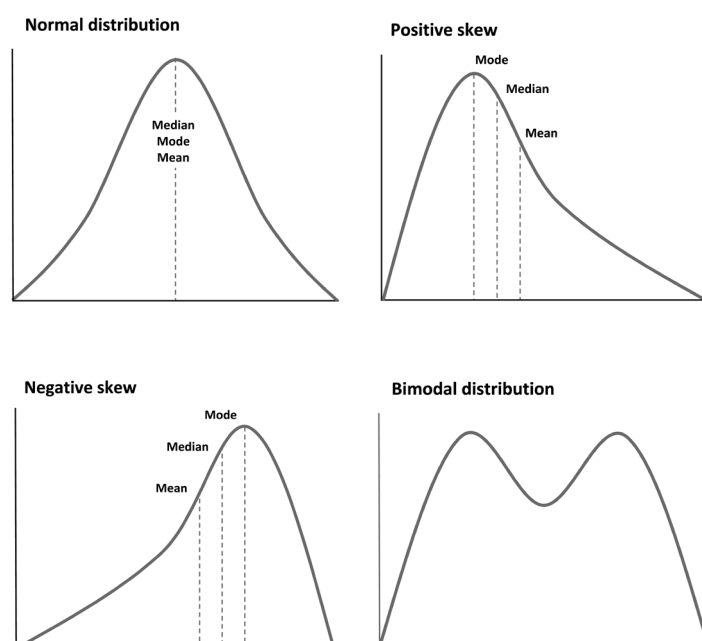 Normal distribution
Median
Mode
Mean
Positive skew
Mode
Median
Mean
Negative skew
Mode
Median
Mean
Bimodal distribution